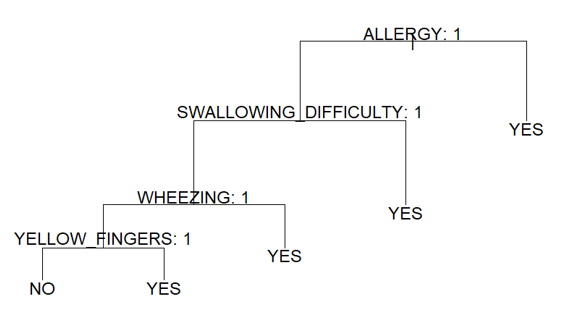 ALLERGY: 1
SWALLOWING_DIFFICULTY: 1
YES
WHEEZING: 1
YES
YELLOW_FINGERS: 1
YES
NO
YES